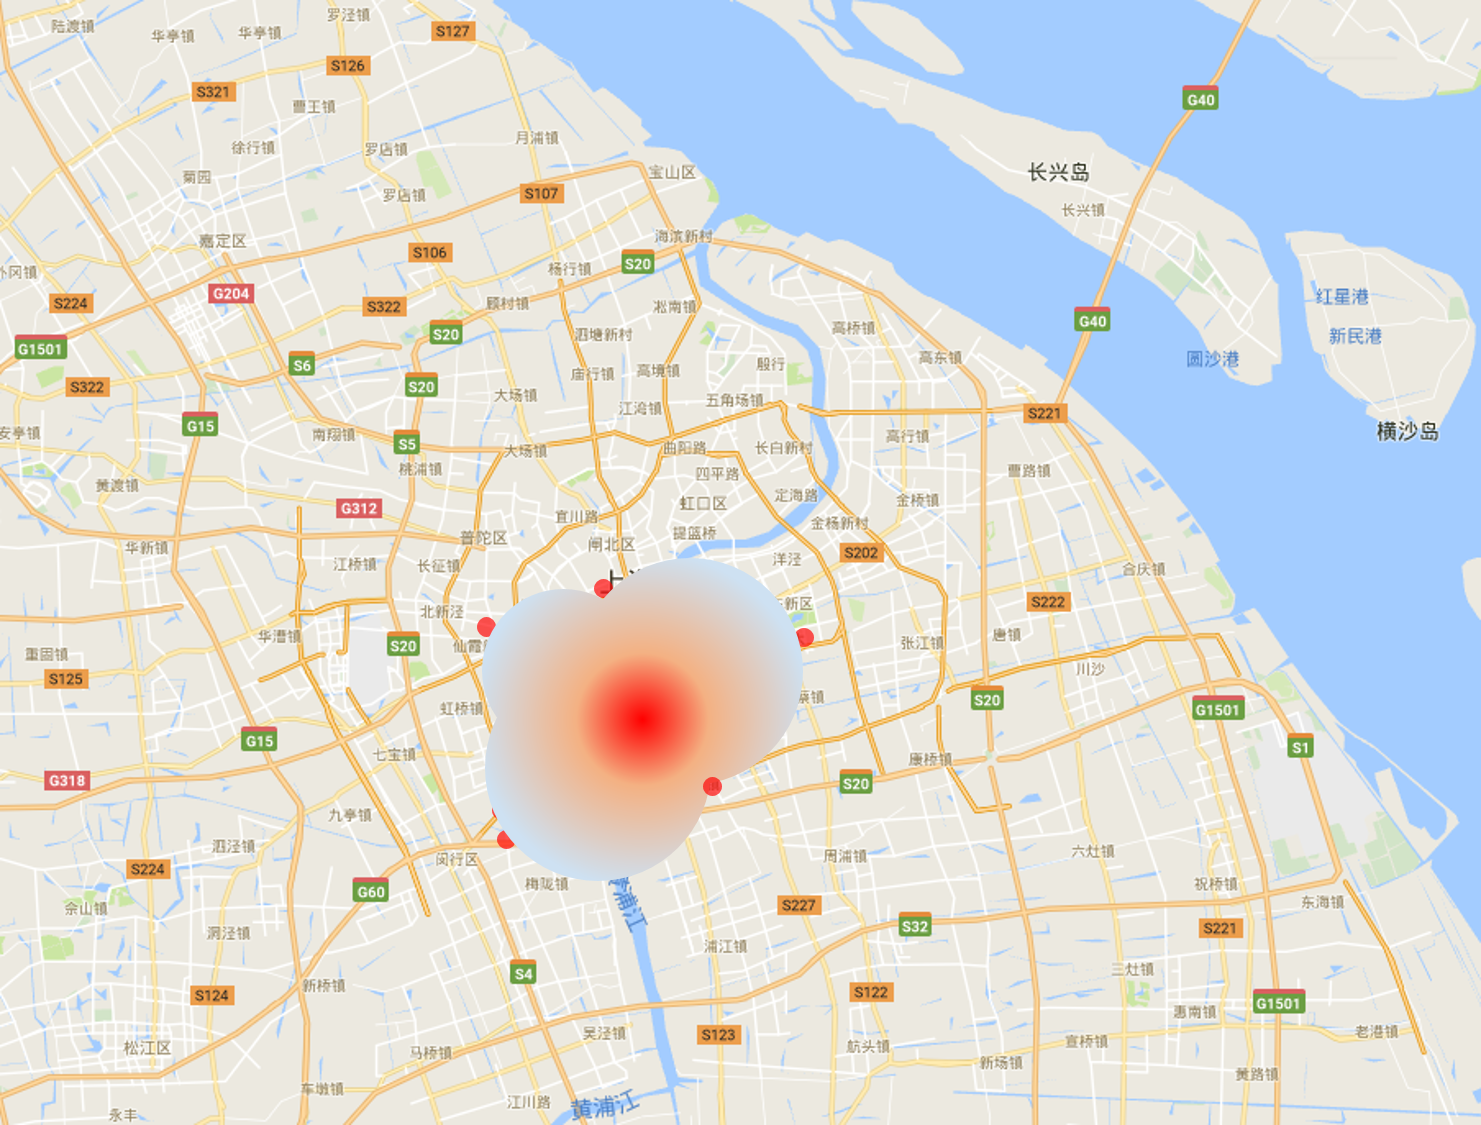 陆渡镇
罗泾镇
华亭镇
华亭镇
S127
S126
S321
曹王镇
G40
月浦镇
徐行镇
罗店镇
宝山区
长兴岛
菊园
罗店镇
S107
长兴镇
嘉定区
海滨新村
S106
S20
杨行镇
外冈镇
G204
红星港
S224
S322
顾村镇
淞南镇
G40
高桥镇
S20
泗塘新村
新民港
G1501
S6
殷行
高东镇
圆沙港
庙行镇
高境镇
S322
S20
大场镇
五角场镇
江湾镇
S221
G15
安亭镇
南翔镇
S5
高行镇
横沙岛
大场镇
曲阳路
长白新村
桃浦镇
四平路
曹路镇
黄渡镇
定海路
虹口区
金桥镇
G312
宜川路
金杨新村
提篮桥
普陀区
闸北区
华新镇
S202
江桥镇
长征镇
洋泾
合庆镇
上
新区
S222
北新泾
华漕镇
唐镇
S20
仙霞
张江镇
重固镇
川沙
S125
虹桥镇
S20
G1501
G15
S1
七宝镇
康桥镇
G318
S20
九亭镇
泗泾镇
六灶镇
闵行区
周浦镇
S224
梅陇镇
祝桥镇
G60
东海镇
佘山镇
S227
浦江
S32
S221
洞泾镇
浦江镇
三灶镇
S4
新桥镇
S124
S122
G1501
惠南镇
吴泾镇
S123
老港镇
松江区
航头镇
宣桥镇
马桥镇
新场镇
黄路镇
车墩镇
江川路
黄浦江
永丰